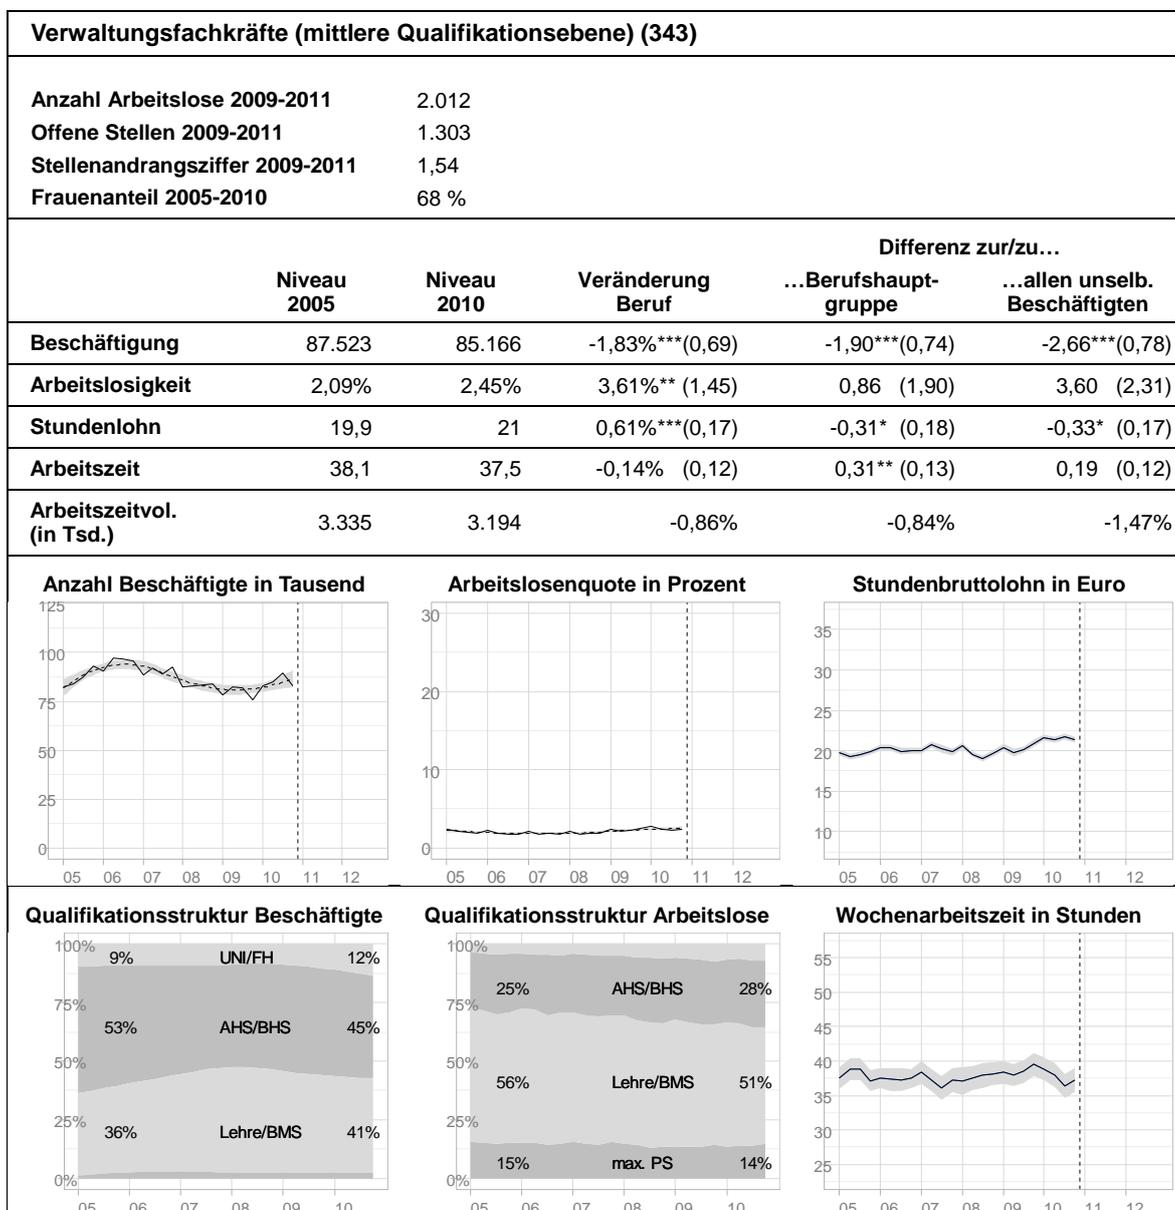 Verwaltungsfachkräfte (mittlere Qualifikationsebene) (343)
Anzahl Arbeitslose 2009-2011 2.012
Offene Stellen 2009-2011 1.303
Stellenandrangsziffer 2009-2011 1,54
Frauenanteil 2005-2010 68 %
Differenz zur/zu…
Niveau Niveau Veränderung …Berufshaupt- …allen unselb.
2005 2010 Beruf gruppe Beschäftigten
Beschäftigung 87.523 85.166 -1,83%***(0,69) -1,90***(0,74) -2,66***(0,78)
Arbeitslosigkeit 2,09% 2,45% 3,61%** (1,45) 0,86 (1,90) 3,60 (2,31)
Stundenlohn 19,9 21 0,61%***(0,17) -0,31* (0,18) -0,33* (0,17)
Arbeitszeit 38,1 37,5 -0,14% (0,12) 0,31** (0,13) 0,19 (0,12)
Arbeitszeitvol.
(in Tsd.) 3.335 3.194 -0,86% -0,84% -1,47%
Anzahl Beschäftigte in Tausend
125
100
75
50
25
0
05 06 07 08 09 10 11 12
Arbeitslosenquote in Prozent
30
20
10
0
05 06 07 08 09 10 11 12
Stundenbruttolohn in Euro
35
30
25
20
15
10
05 06 07 08 09 10 11 12
Qualifikationsstruktur Beschäftigte
100%
9% UNI/FH 12%
75%
53% AHS/BHS 45%
50%
25%
36% Lehre/BMS 41%
0%
05 06 07 08 09 10
Qualifikationsstruktur Arbeitslose
100%
25% AHS/BHS 28%
75%
50%
56% Lehre/BMS 51%
25%
15% max. PS 14%
0%
05 06 07 08 09 10
Wochenarbeitszeit in Stunden
55
50
45
40
35
30
25
05 06 07 08 09 10 11 12